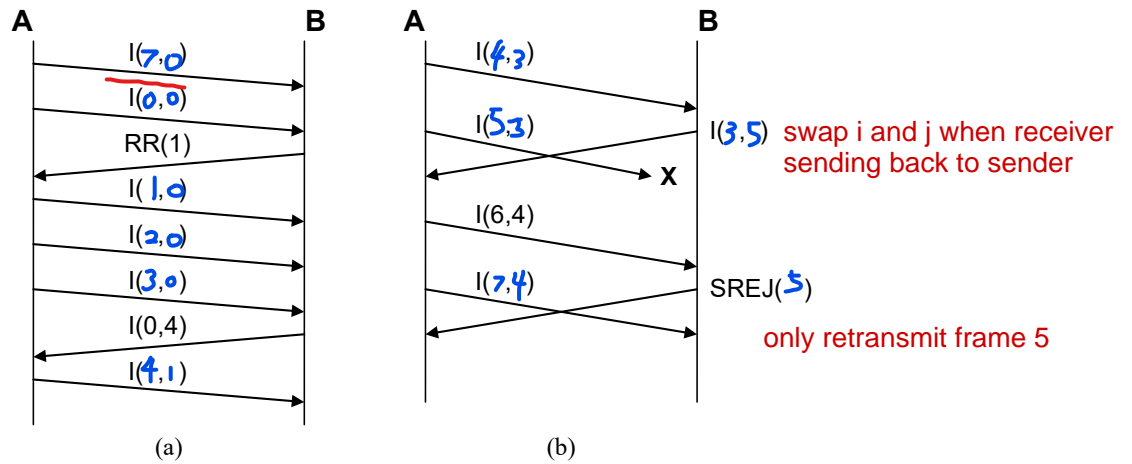 A B
I(7,0)
I(0,0)
RR(1)
I(1,0)
I(2,0)
I(3,0)
I(0,4)
I(4,1)
(a)
A B
I(4,3)
I(5,3)
I(3,5) swap i and j when receiver
sending back to sender
X
I(6,4)
I(7,4)
SREJ(5)
only retransmit frame 5
(b)